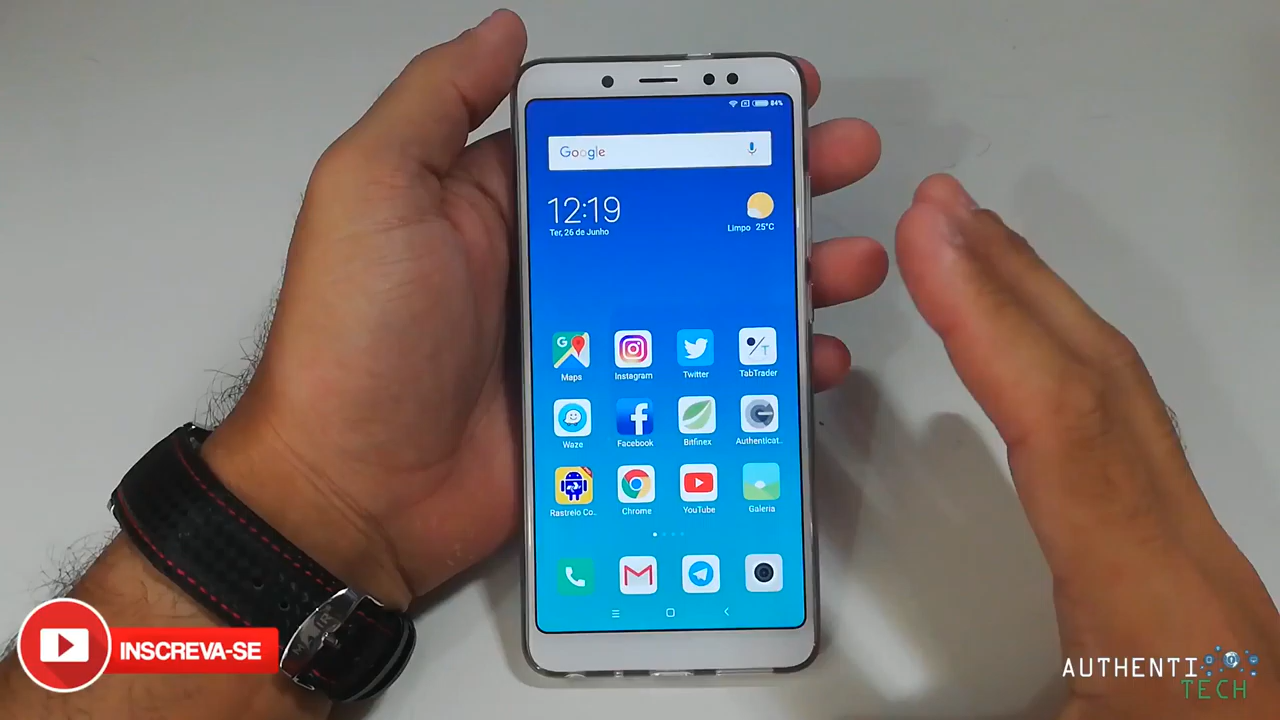 84%
Google
12:19
Ter, 26 de Junho
Limpo 25°C
Maps
Instagram
Twitter
TabTrader
Waze
Facebook
Bitfinex
Authenticat..
Rastreio Co..
Chrome
YouTube
Galeria
INSCREVA-SE
AUTHENTI
TECH